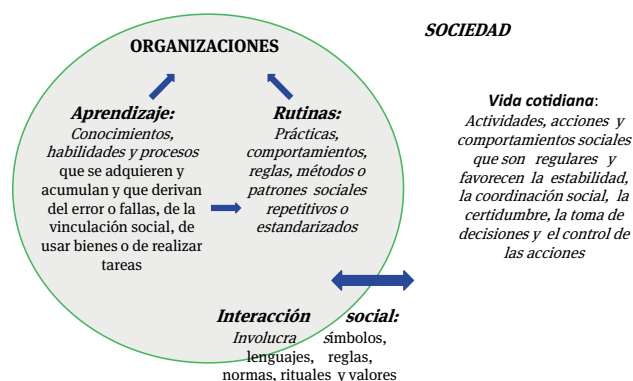 SOCIEDAD
ORGANIZACIONES
Aprendizaje:
Conocimientos,
habilidades y procesos
que se adquieren y
acumulan y que derivan
del error o fallas, de la
vinculación social, de
usar bienes o de realizar
tareas
Rutinas:
Prácticas,
comportamientos,
reglas, métodos o
patrones sociales
repetitivos o
estandarizados
Vida cotidiana:
Actividades, acciones y
comportamientos sociales
que son regulares y
favorecen la estabilidad,
la coordinación social, la
certidumbre, la toma de
decisiones y el control de
las acciones
Interacción social:
Involucra símbolos,
lenguajes, reglas,
normas, rituales y valores